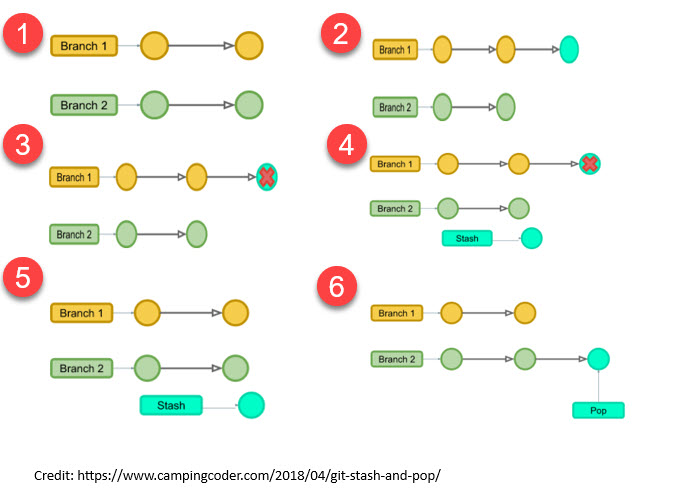 1
Branch 1
Branch 2
2
Branch 1
Branch 2
3
Branch 1
Branch 2
4
Branch 1
Branch 2
Stash
5
Branch 1
Branch 2
Stash
6
Branch 1
Branch 2
Pop
Credit: https://www.campingcoder.com/2018/04/git-stash-and-pop/